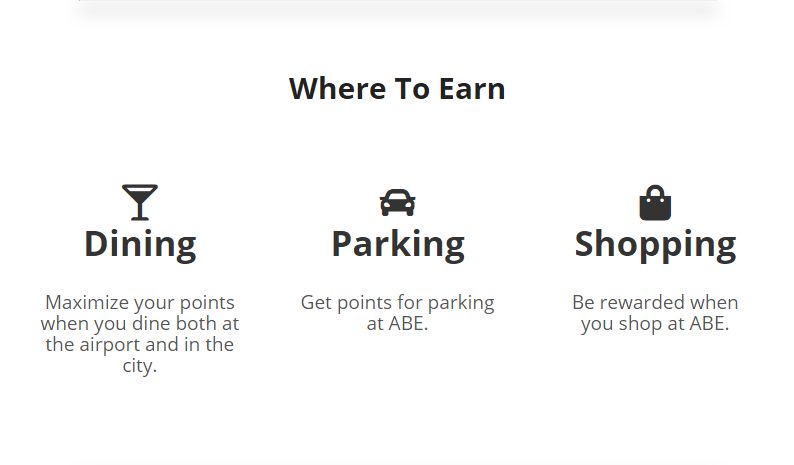 Where To Earn
Dining
Maximize your points
when you dine both at
the airport and in the
city.
Parking
Get points for parking
at ABE.
Shopping
Be rewarded when
you shop at ABE.